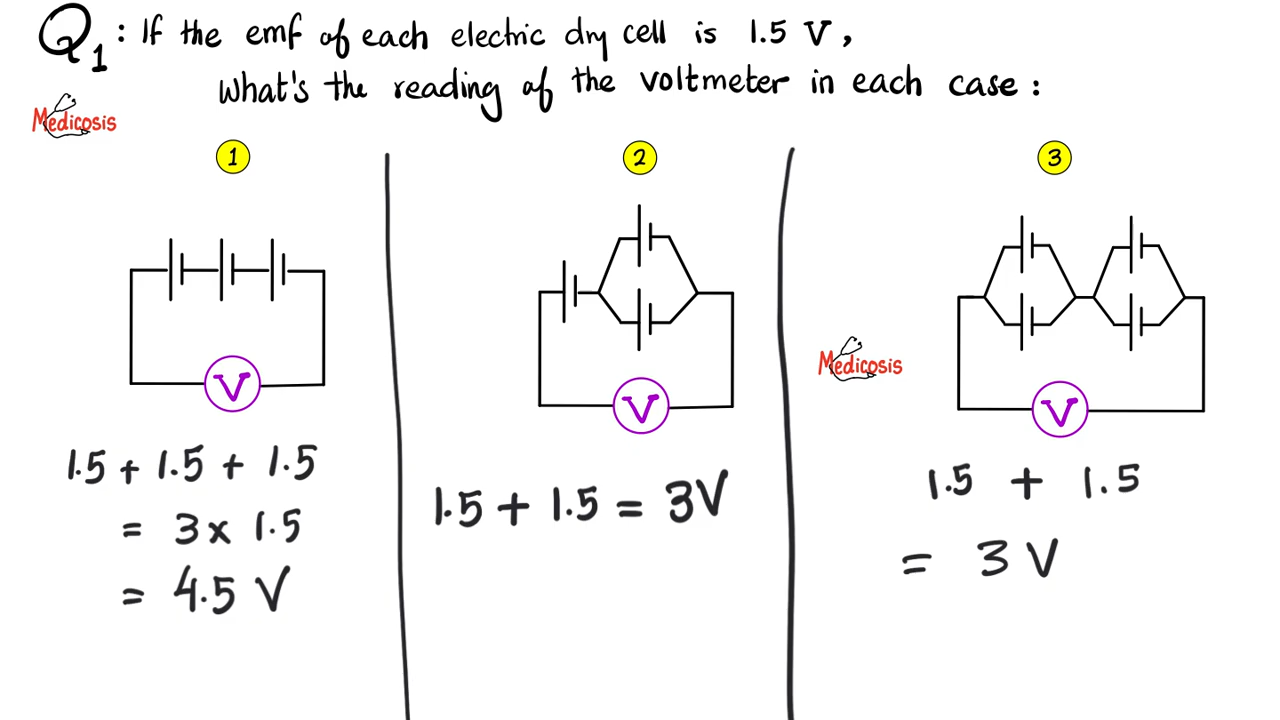 Q1: If the emf of each electric dry cell is 1.5 V,
What's the reading of the voltmeter in each case:
Medicosis
1
2
3
V
V
V
Medicosis
1.5 + 1.5 + 1.5
= 3 x 1.5
= 4.5 V
1.5 + 1.5 = 3V
1.5 + 1.5
= 3 V